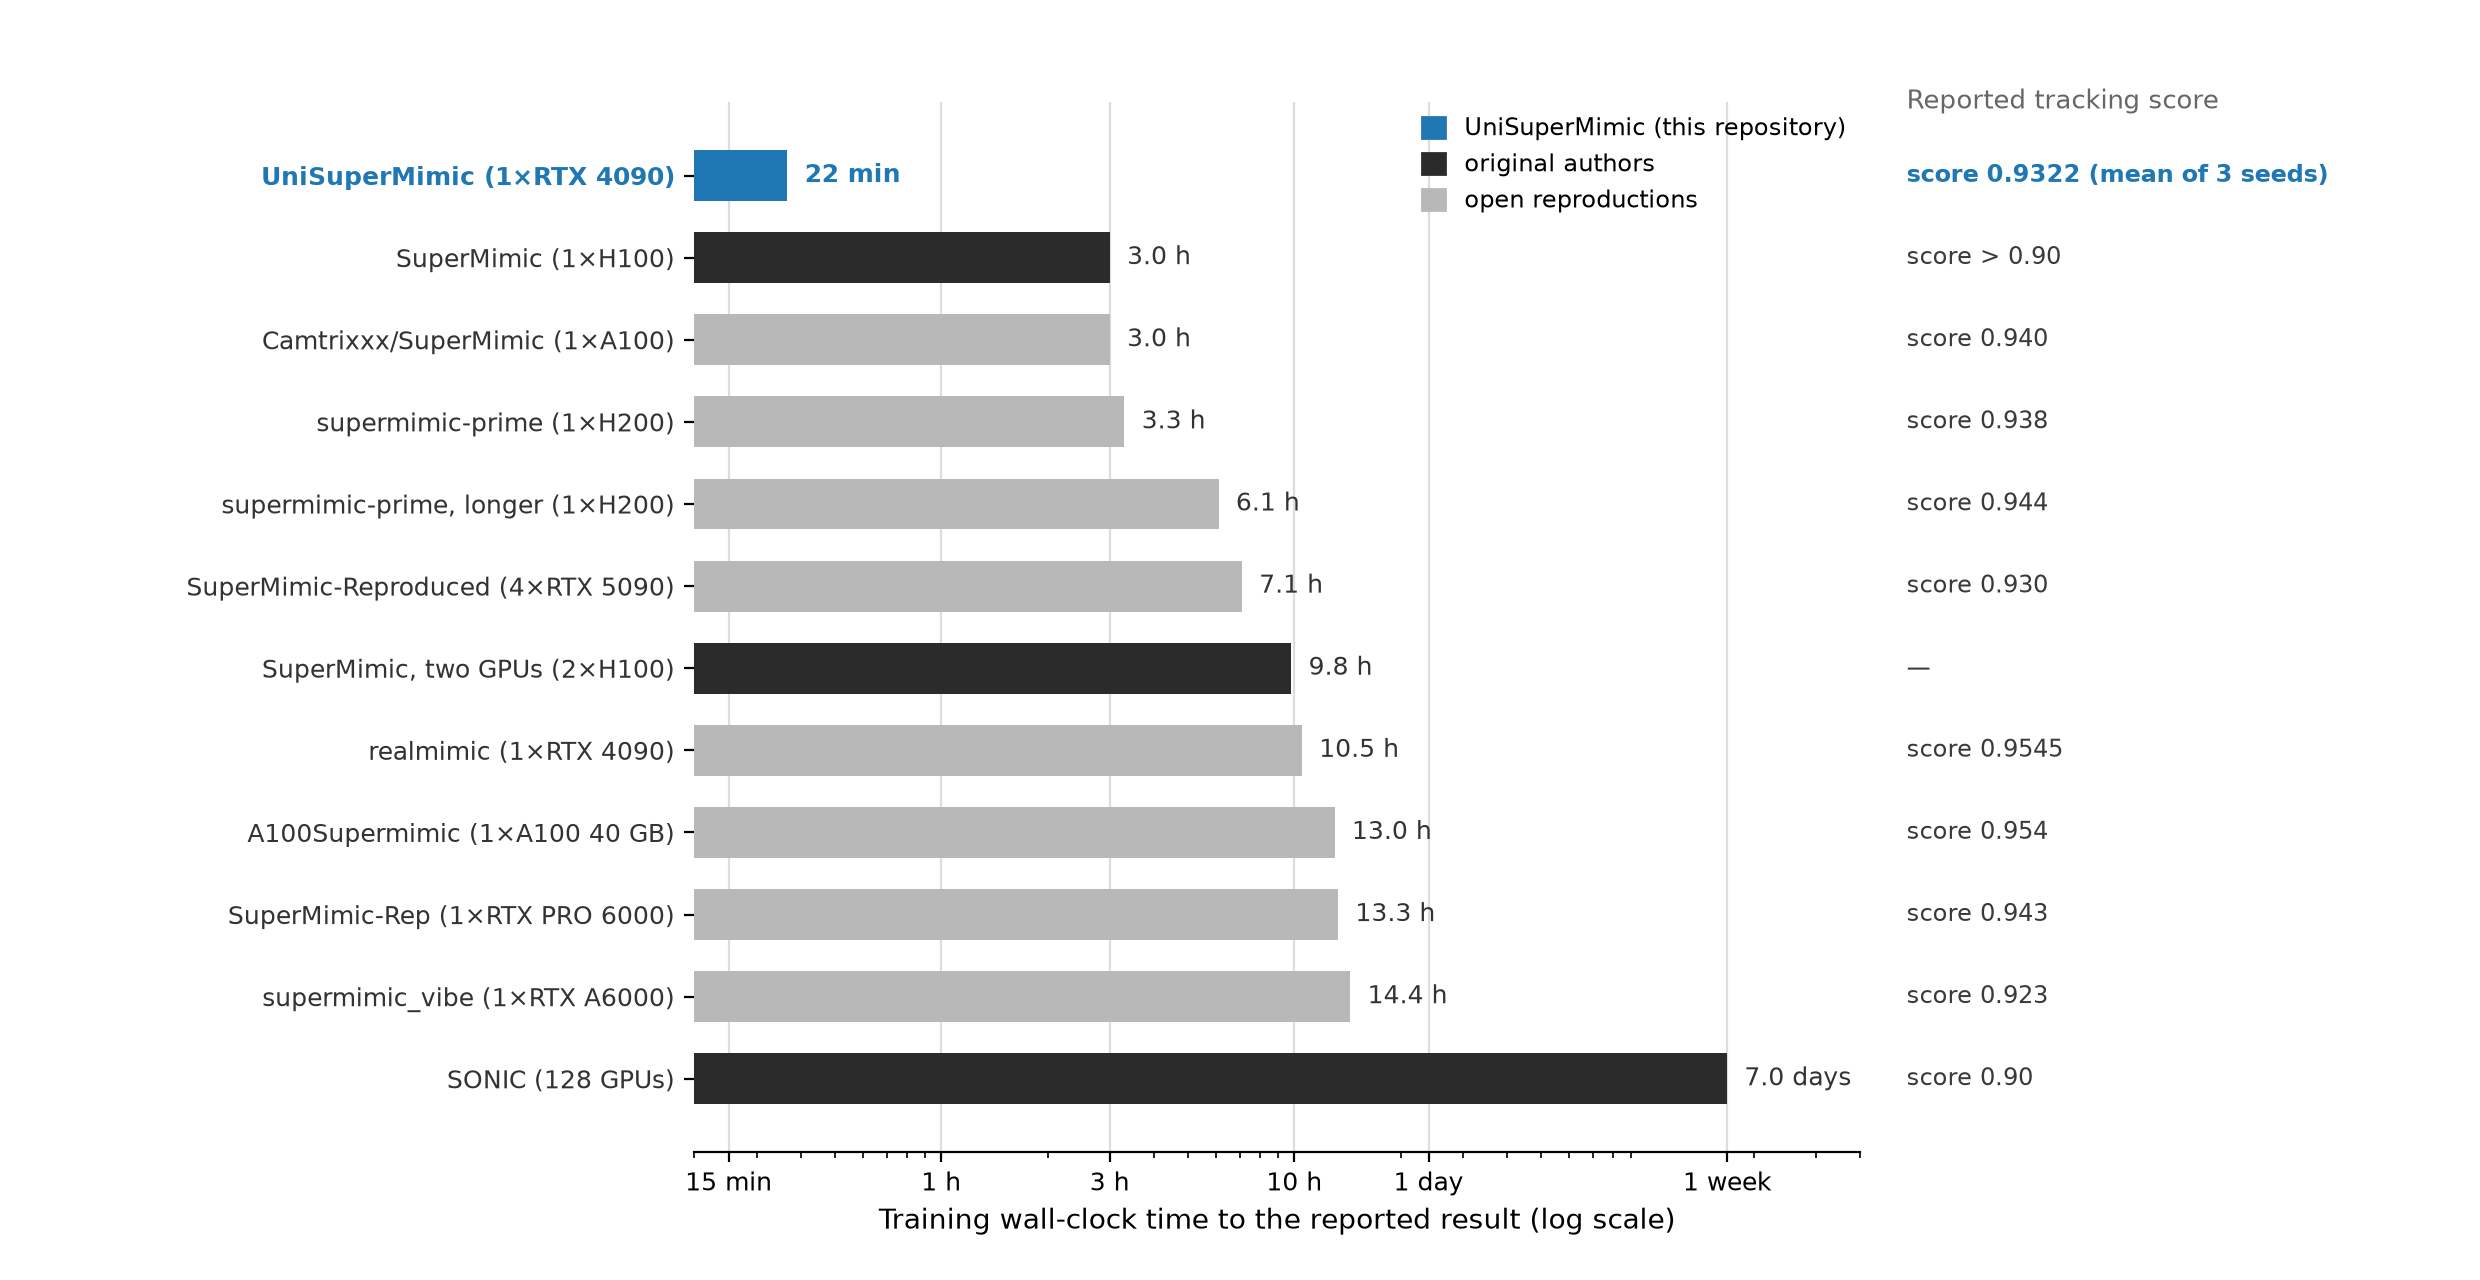 Reported tracking score
UniSuperMimic (this repository)
original authors
open reproductions
UniSuperMimic (1×RTX 4090) 22 min score 0.9322 (mean of 3 seeds)
SuperMimic (1×H100) 3.0 h score > 0.90
Camtrixxx/SuperMimic (1×A100) 3.0 h score 0.940
supermimic-prime (1×H200) 3.3 h score 0.938
supermimic-prime, longer (1×H200) 6.1 h score 0.944
SuperMimic-Reproduced (4×RTX 5090) 7.1 h score 0.930
SuperMimic, two GPUs (2×H100) 9.8 h —
realmimic (1×RTX 4090) 10.5 h score 0.9545
A100Supermimic (1×A100 40 GB) 13.0 h score 0.954
SuperMimic-Rep (1×RTX PRO 6000) 13.3 h score 0.943
supermimic_vibe (1×RTX A6000) 14.4 h score 0.923
SONIC (128 GPUs) 7.0 days score 0.90
15 min 1 h 3 h 10 h 1 day 1 week
Training wall-clock time to the reported result (log scale)